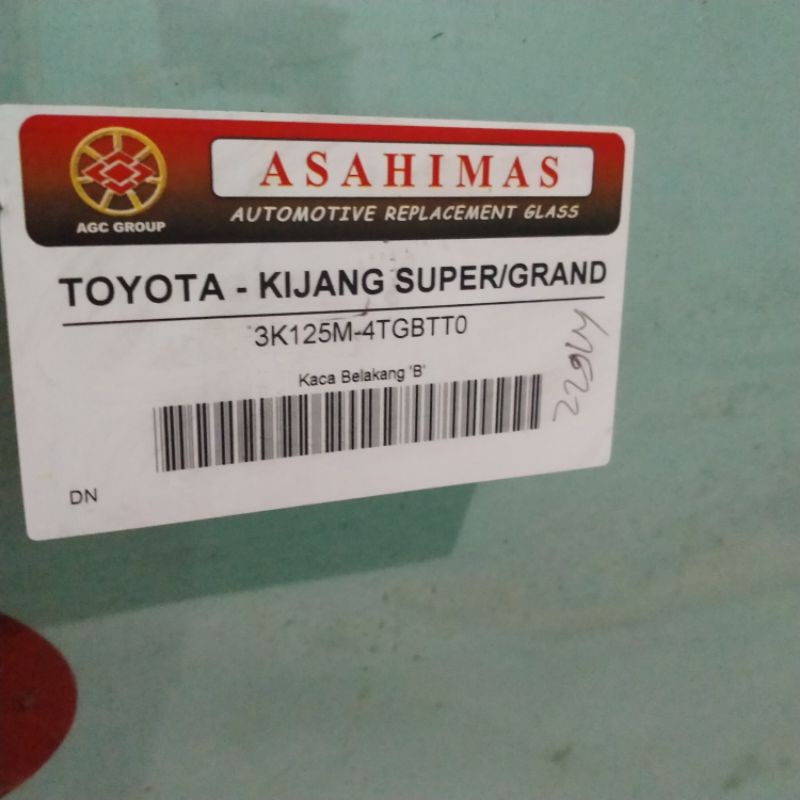 ASAHIMAS
AUTOMOTIVE REPLACEMENT GLASS
AGC GROUP
TOYOTA - KIJANG SUPER/GRAND
3K125M-4TGBTT0
Kaca Belakang 'B'
DN